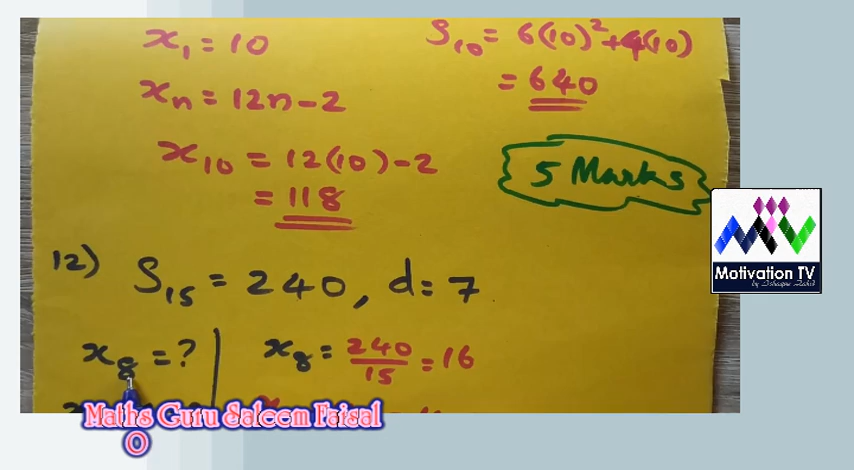 x₁ = 10
S₁₀ = 6(10)² + 4(10)
= 640
xₙ = 12n − 2
x₁₀ = 12(10) − 2
= 118
5 Marks
12) S₁₅ = 240, d = 7
x₈ = ?
x₈ = 240/15 = 16
Motivation TV
Maths Guru Saleem Faisal
O